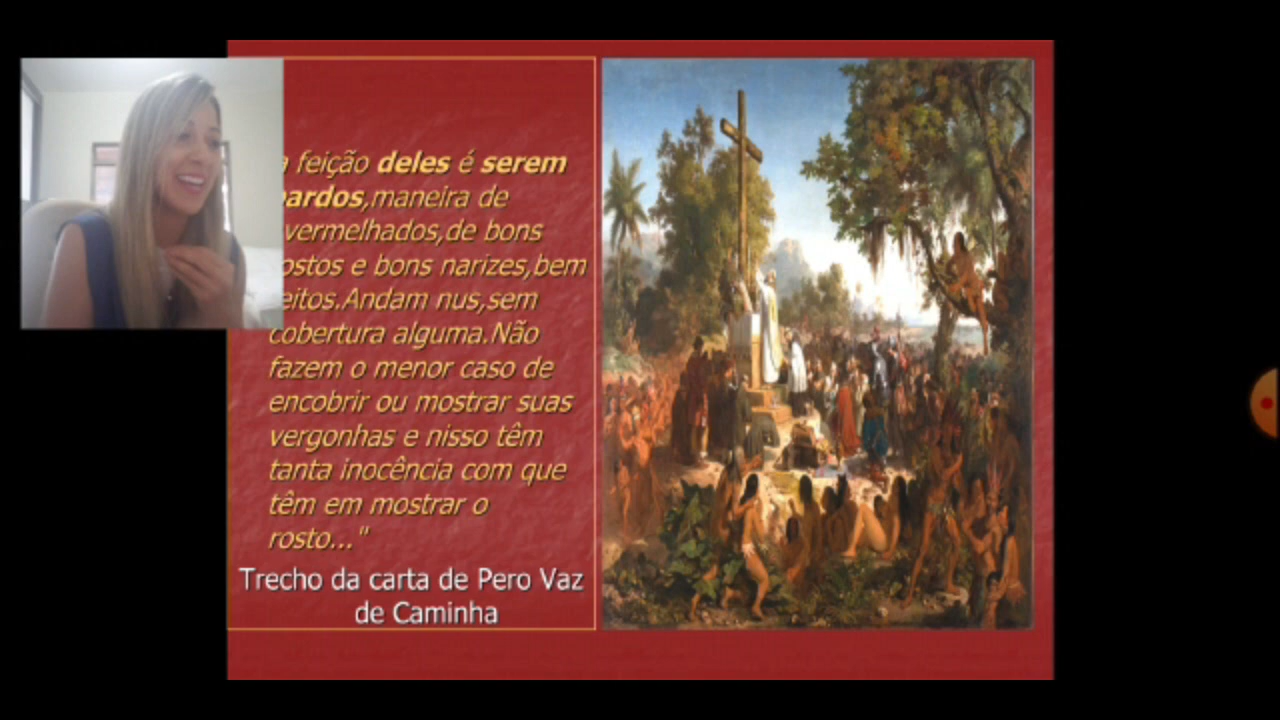 feição deles é serem
pardos,maneira de
avermelhados,de bons
rostos e bons narizes,bem
feitos.Andam nus,sem
cobertura alguma.Não
fazem o menor caso de
encobrir ou mostrar suas
vergonhas e nisso têm
tanta inocência com que
têm em mostrar o
rosto..."
Trecho da carta de Pero Vaz
de Caminha